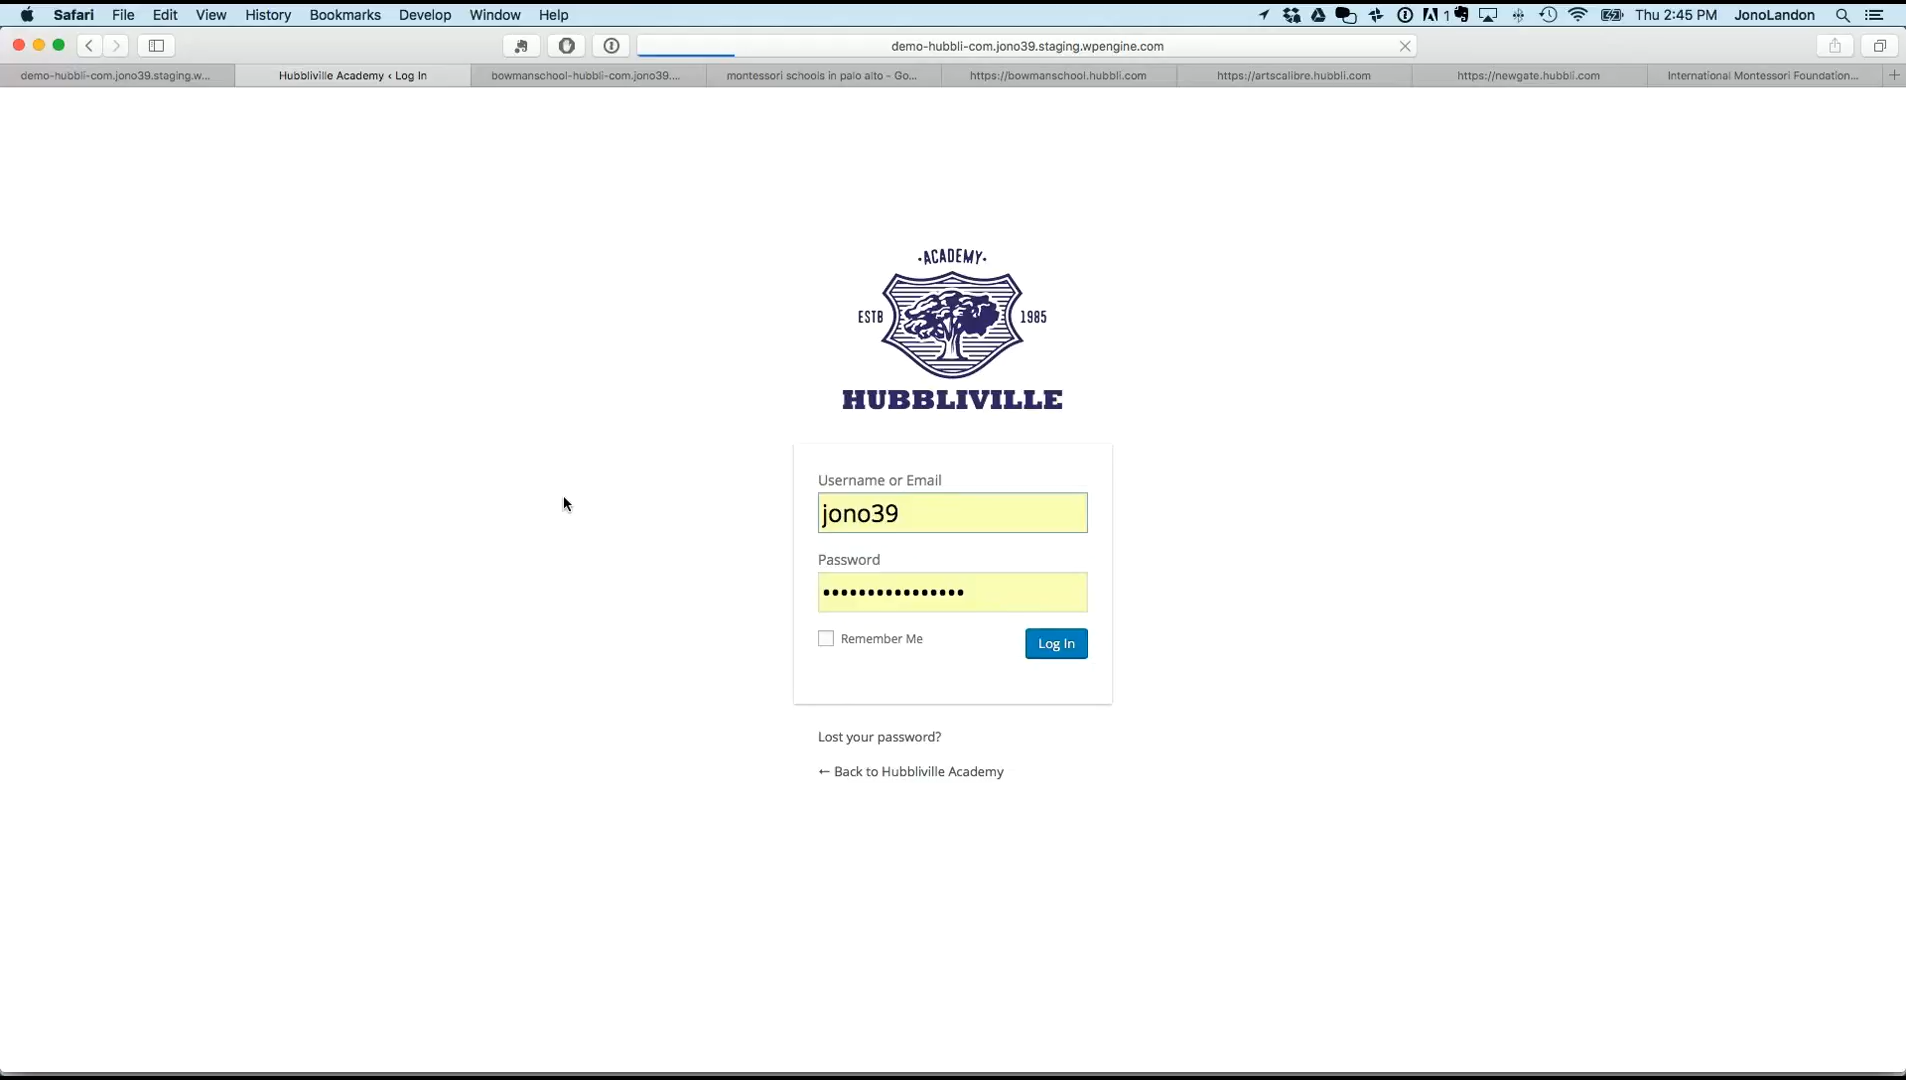 Safari File Edit View History Bookmarks Develop Window Help 1 Thu 2:45 PM JonoLandon
demo-hubbli-com.jono39.staging.wpengine.com
demo-hubbli-com.jono39.staging.w... Hubbliville Academy ‹ Log In bowmanschool-hubbli-com.jono39.... montessori schools in palo alto - Go... https://bowmanschool.hubbli.com https://artscalibre.hubbli.com https://newgate.hubbli.com International Montessori Foundation...
·ACADEMY·
ESTB 1985
HUBBLIVILLE
Username or Email
jono39
Password
••••••••••••••••
Remember Me Log In
Lost your password?
← Back to Hubbliville Academy